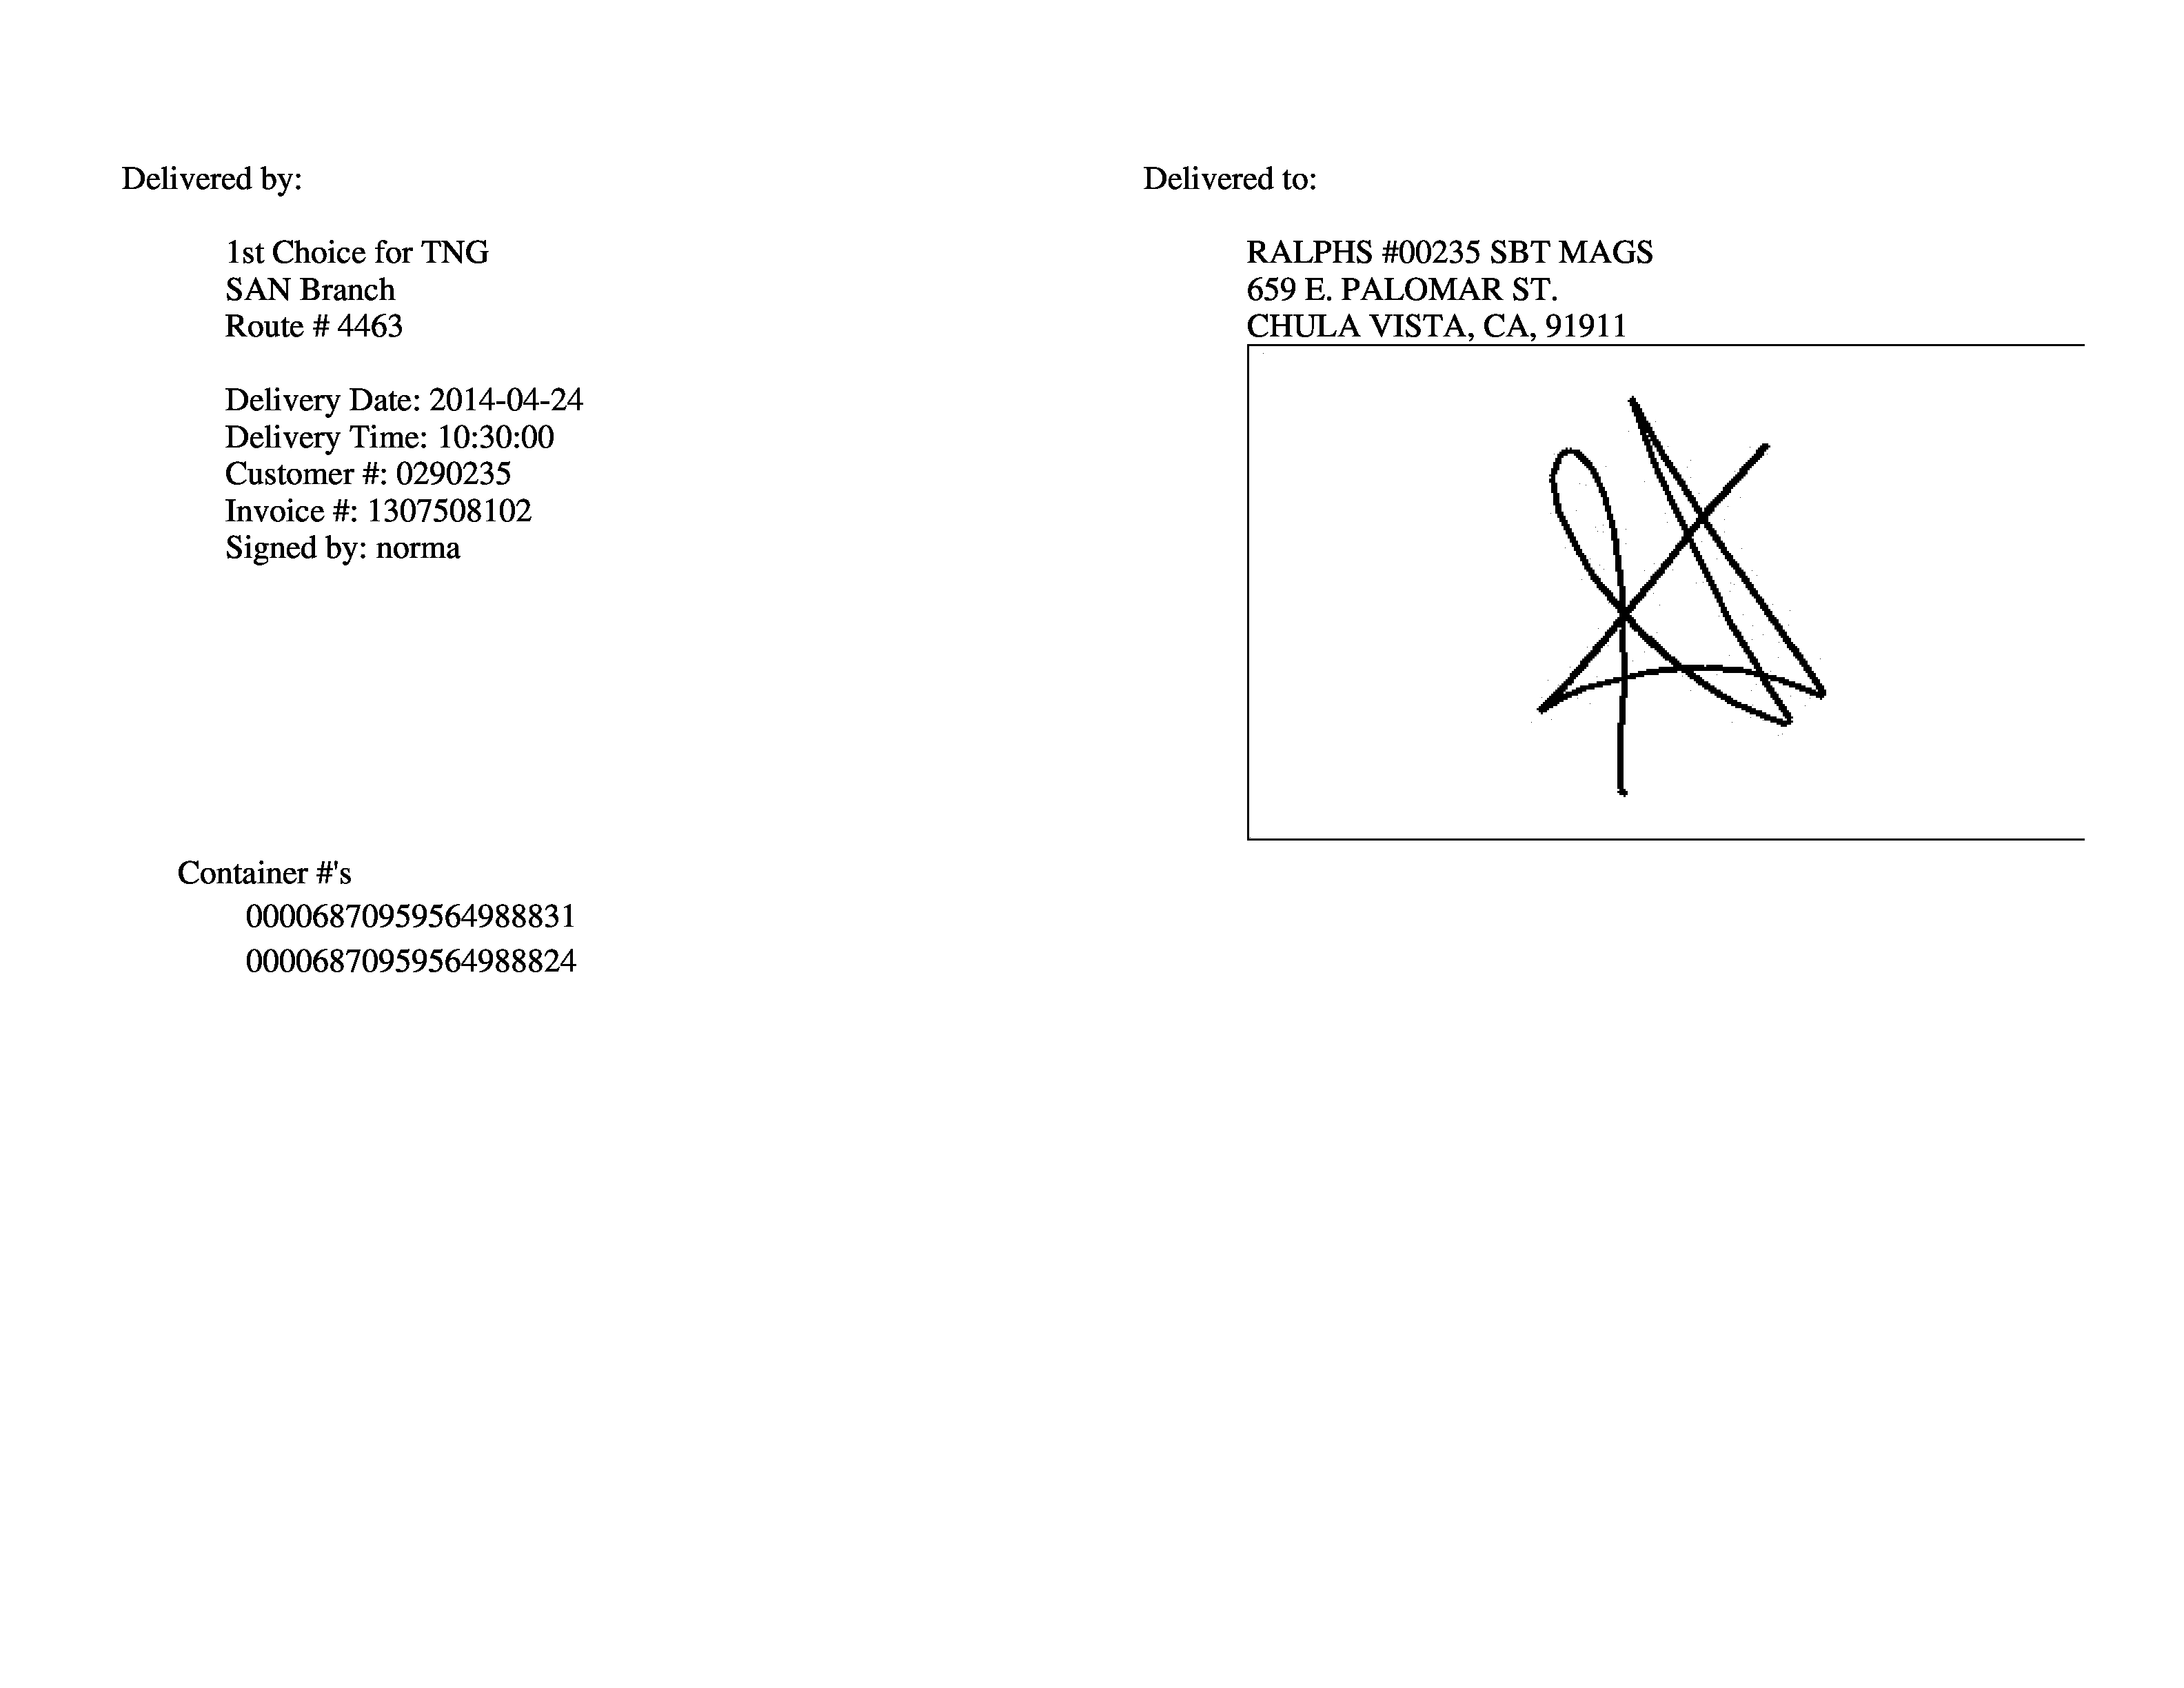 Delivered by:
1st Choice for TNG
SAN Branch
Route # 4463
Delivery Date: 2014-04-24
Delivery Time: 10:30:00
Customer #: 0290235
Invoice #: 1307508102
Signed by: norma
Delivered to:
RALPHS #00235 SBT MAGS
659 E. PALOMAR ST.
CHULA VISTA, CA, 91911
Container #'s
00006870959564988831
00006870959564988824